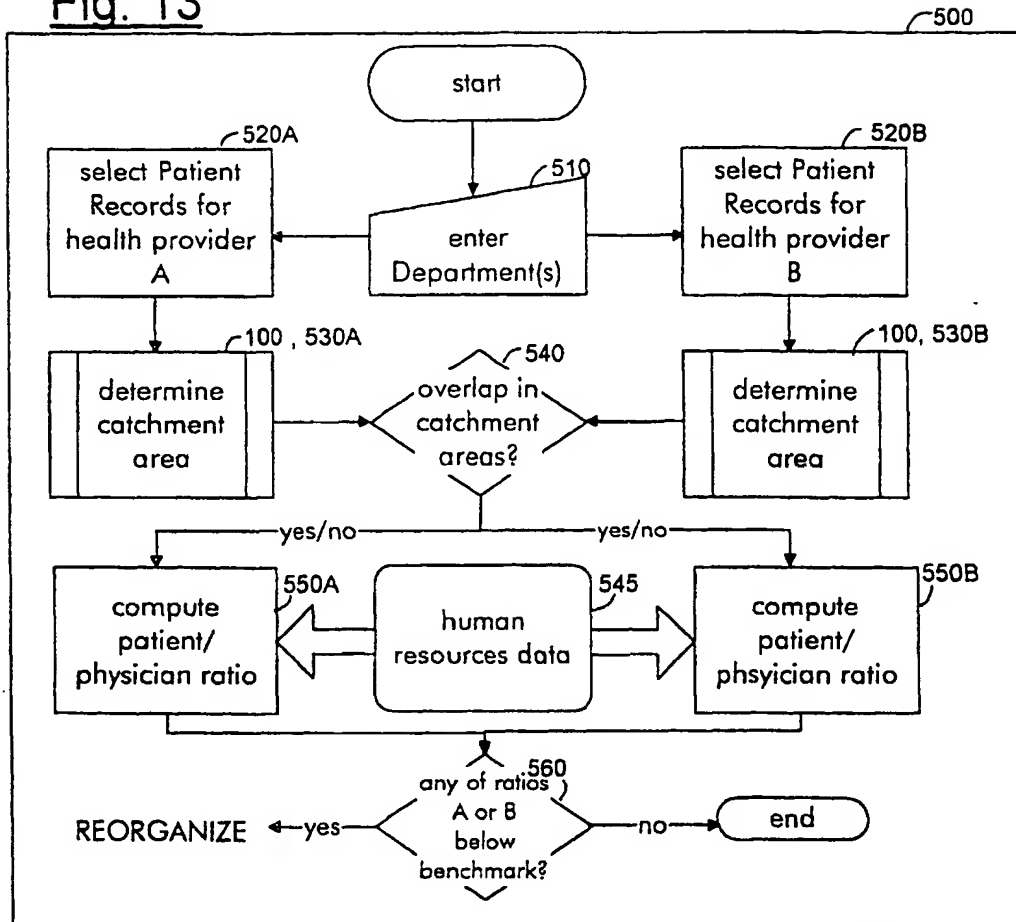 Fig. 13
500
start
520A
select Patient
Records for
health provider
A
510
enter
Department(s)
520B
select Patient
Records for
health provider
B
100 , 530A
determine
catchment
area
540
overlap in
catchment
areas?
100, 530B
determine
catchment
area
yes/no
yes/no
550A
compute
patient/
physician ratio
545
human
resources data
550B
compute
patient/
phsyician ratio
560
any of ratios
A or B
below
benchmark?
REORGANIZE
yes
no
end